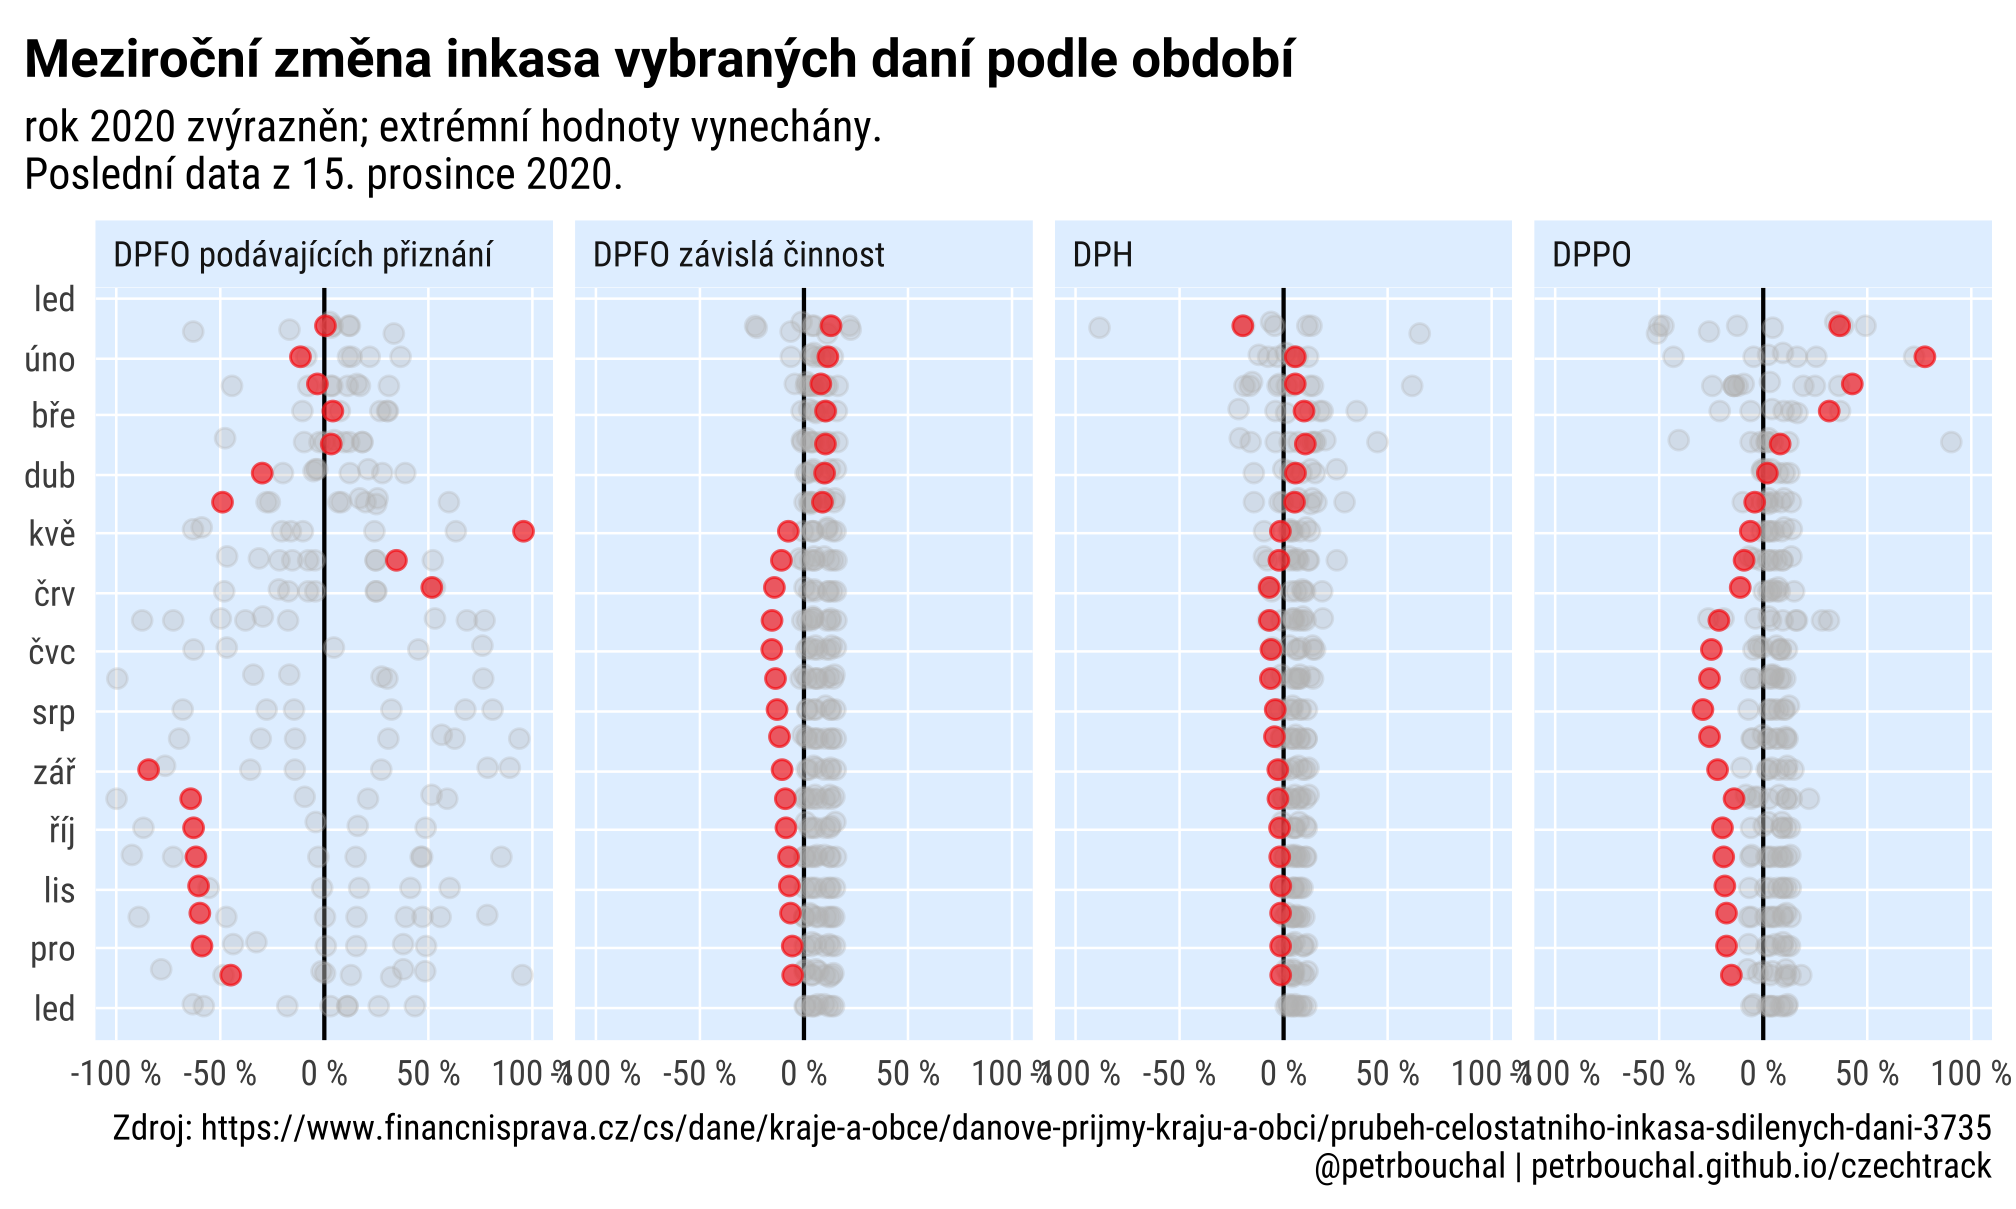 Meziroční změna inkasa vybraných daní podle období
rok 2020 zvýrazněn; extrémní hodnoty vynechány.
Poslední data z 15. prosince 2020.
DPFO podávajících přiznání
DPFO závislá činnost
DPH
DPPO
led
úno
bře
dub
kvě
črv
čvc
srp
zář
říj
lis
pro
led
-100 % -50 % 0 % 50 % 100 %
-100 % -50 % 0 % 50 % 100 %
-100 % -50 % 0 % 50 % 100 %
-100 % -50 % 0 % 50 % 100 %
Zdroj: https://www.financnisprava.cz/cs/dane/kraje-a-obce/danove-prijmy-kraju-a-obci/prubeh-celostatniho-inkasa-sdilenych-dani-3735
@petrbouchal | petrbouchal.github.io/czechtrack